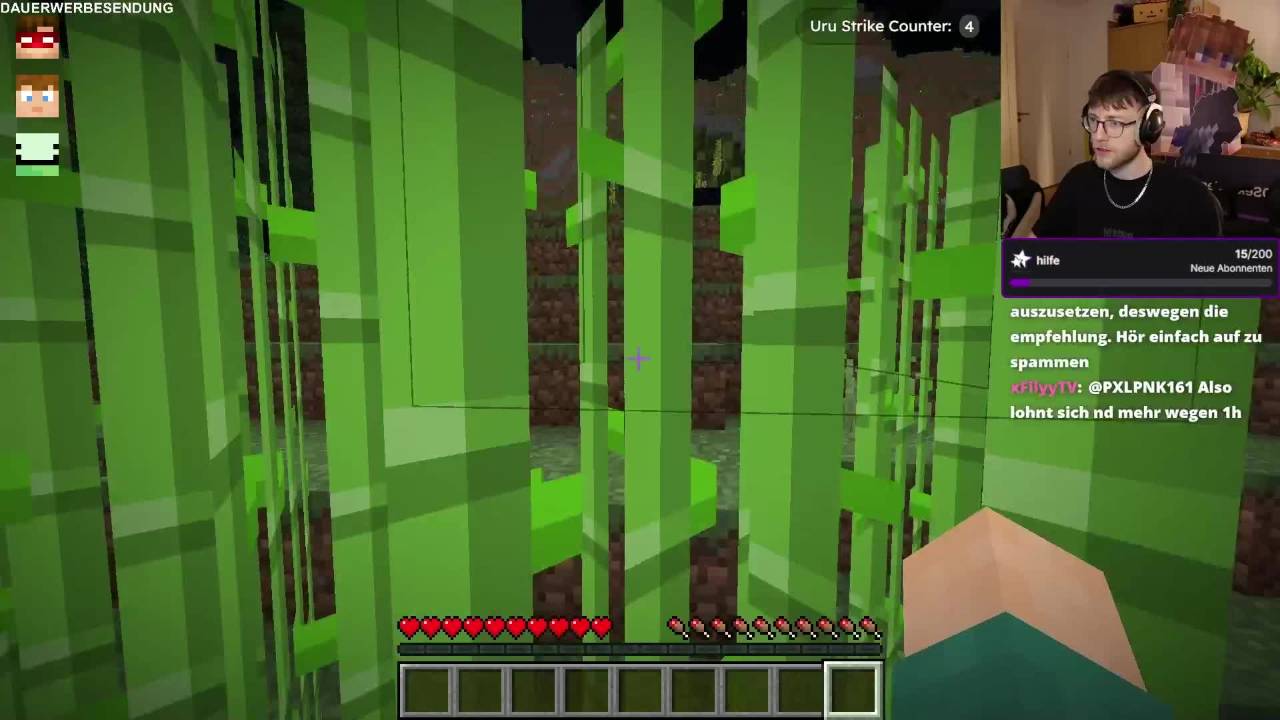 DAUERWERBESENDUNG
Uru Strike Counter: 4
hilfe
15/200
Neue Abonnenten
auszusetzen, deswegen die
empfehlung. Hör einfach auf zu
spammen
xFilyyTV: @PXLPNK161 Also
lohnt sich nd mehr wegen 1h